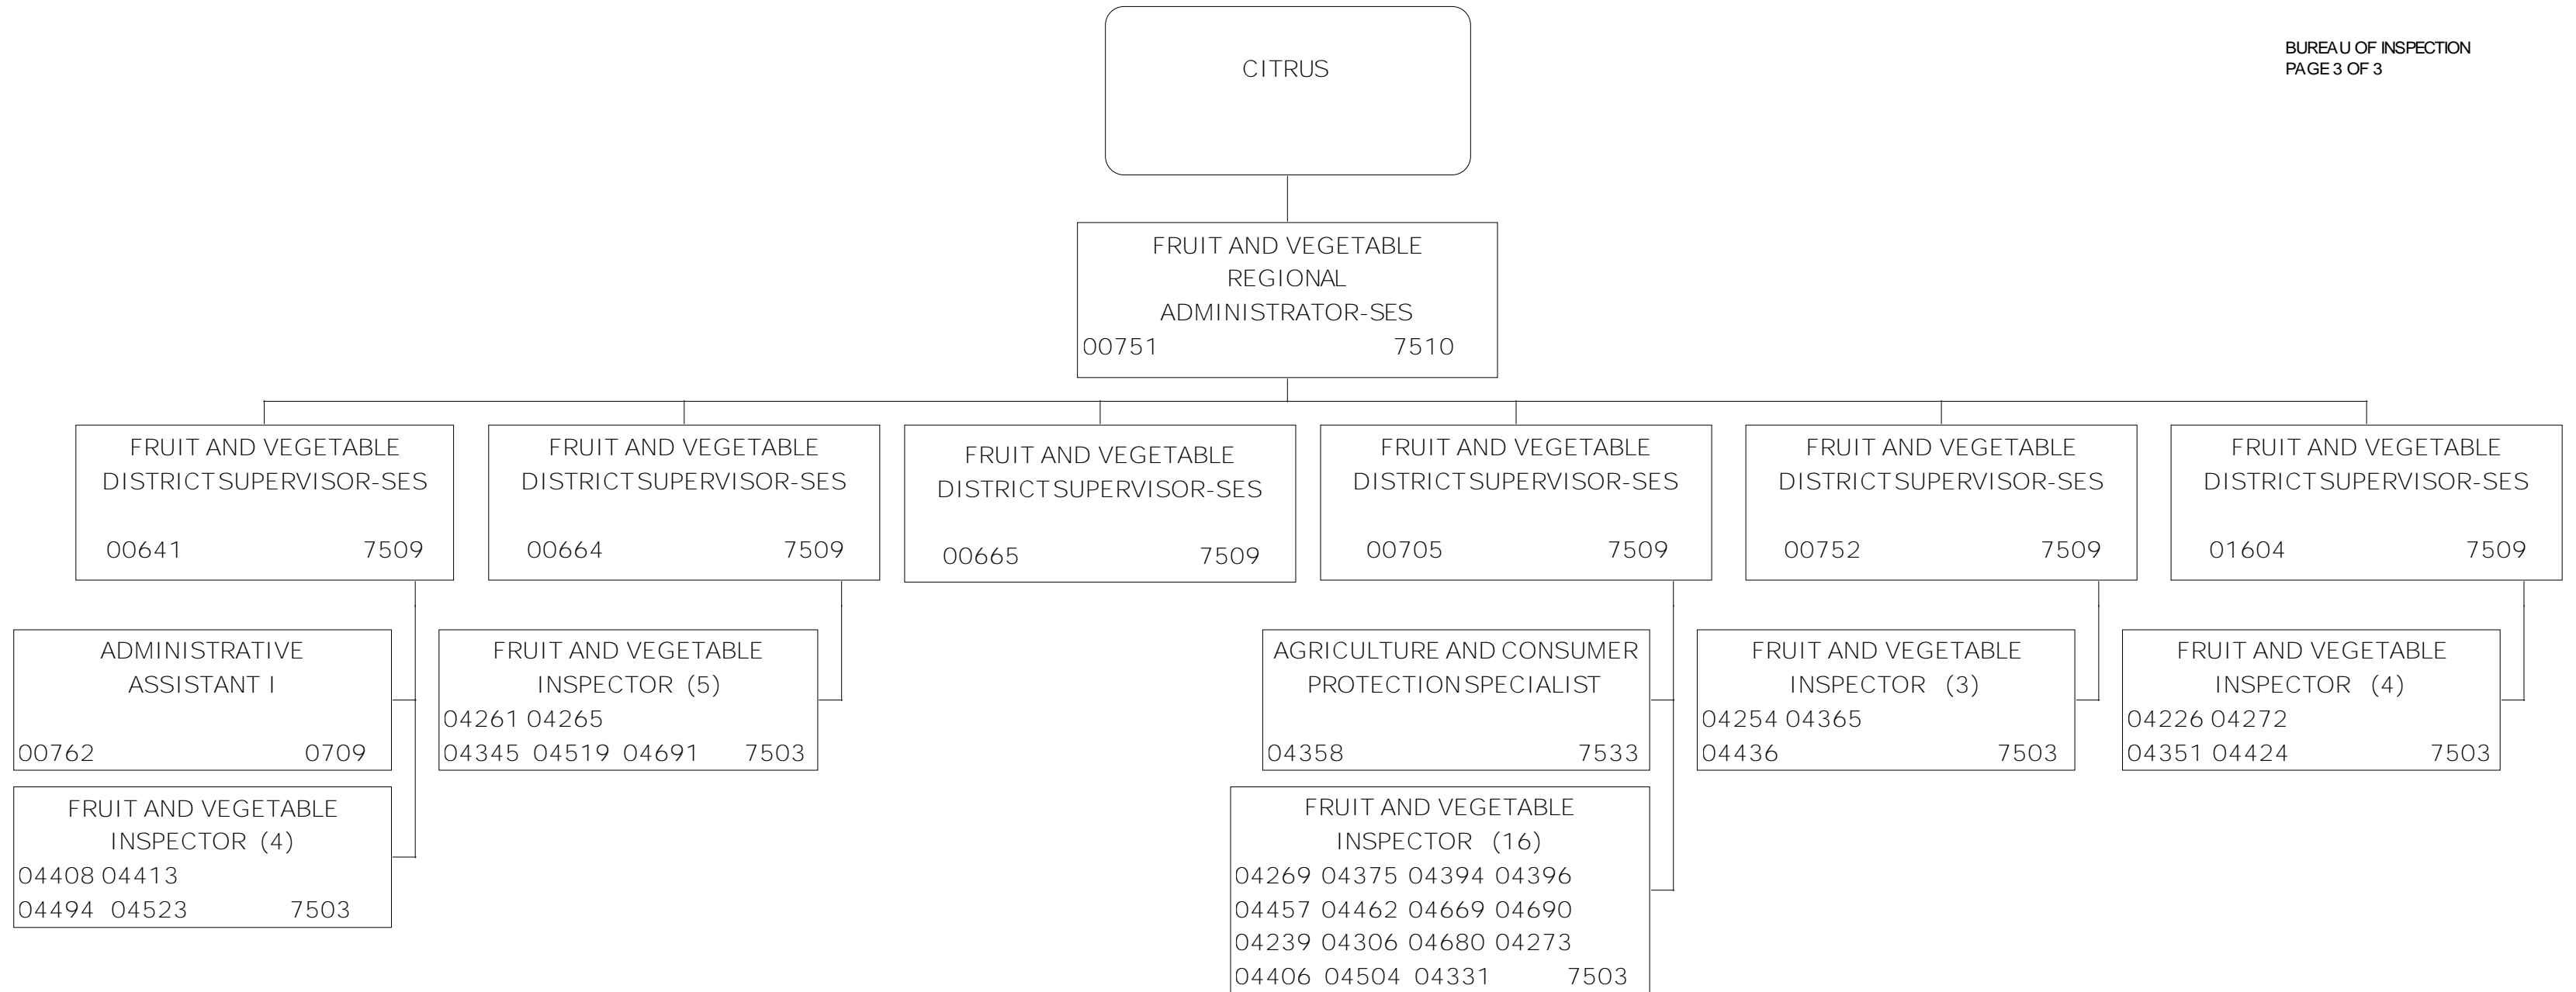 BUREAU OF INSPECTION
PAGE 3 OF 3
CITRUS
FRUIT AND VEGETABLE
REGIONAL
ADMINISTRATOR-SES
00751 7510
FRUIT AND VEGETABLE
DISTRICT SUPERVISOR-SES
00641 7509
FRUIT AND VEGETABLE
DISTRICT SUPERVISOR-SES
00664 7509
FRUIT AND VEGETABLE
DISTRICT SUPERVISOR-SES
00665 7509
FRUIT AND VEGETABLE
DISTRICT SUPERVISOR-SES
00705 7509
FRUIT AND VEGETABLE
DISTRICT SUPERVISOR-SES
00752 7509
FRUIT AND VEGETABLE
DISTRICT SUPERVISOR-SES
01604 7509
ADMINISTRATIVE
ASSISTANT I
00762 0709
FRUIT AND VEGETABLE
INSPECTOR (4)
04408 04413
04494 04523 7503
FRUIT AND VEGETABLE
INSPECTOR (5)
04261 04265
04345 04519 04691 7503
AGRICULTURE AND CONSUMER
PROTECTION SPECIALIST
04358 7533
FRUIT AND VEGETABLE
INSPECTOR (16)
04269 04375 04394 04396
04457 04462 04669 04690
04239 04306 04680 04273
04406 04504 04331 7503
FRUIT AND VEGETABLE
INSPECTOR (3)
04254 04365
04436 7503
FRUIT AND VEGETABLE
INSPECTOR (4)
04226 04272
04351 04424 7503